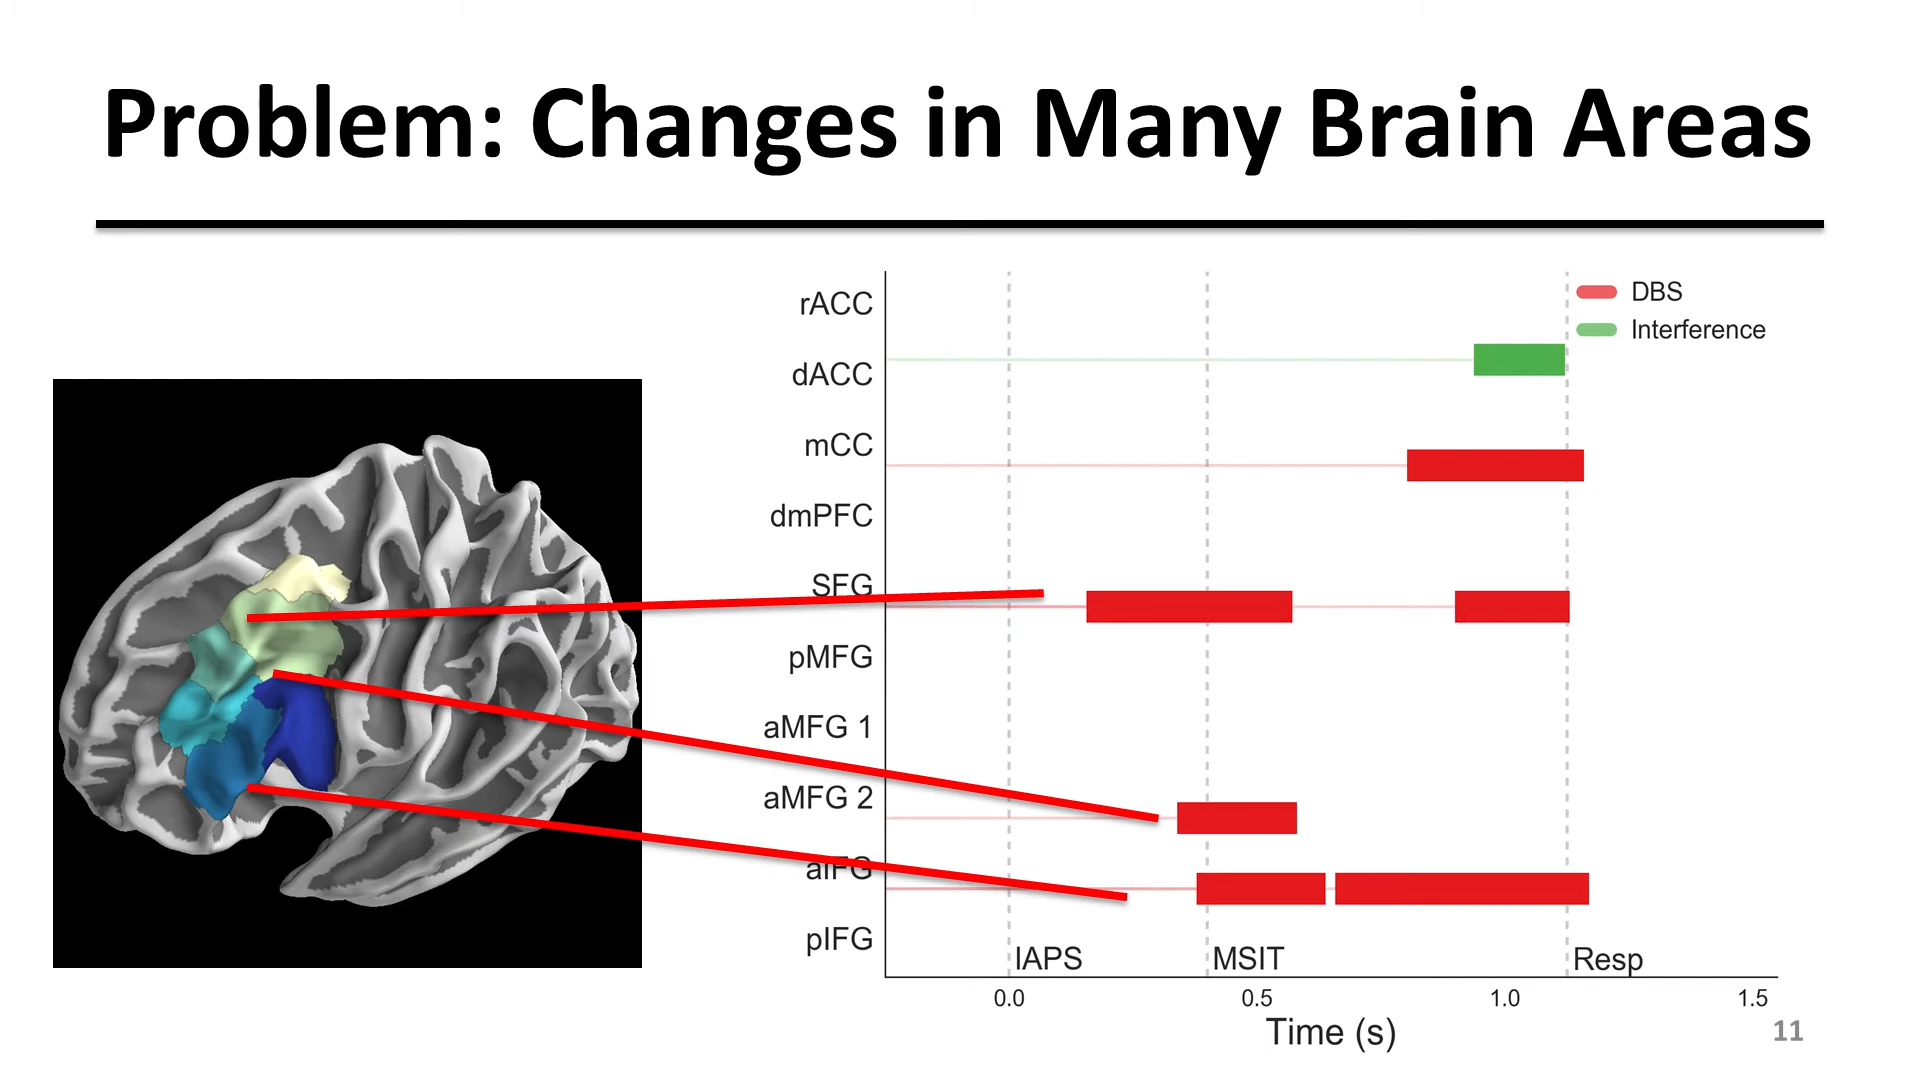 Problem: Changes in Many Brain Areas
rACC
dACC
mCC
dmPFC
SFG
pMFG
aMFG 1
aMFG 2
aIFG
pIFG
DBS
Interference
IAPS
MSIT
Resp
0.0
0.5
1.0
1.5
Time (s)
11